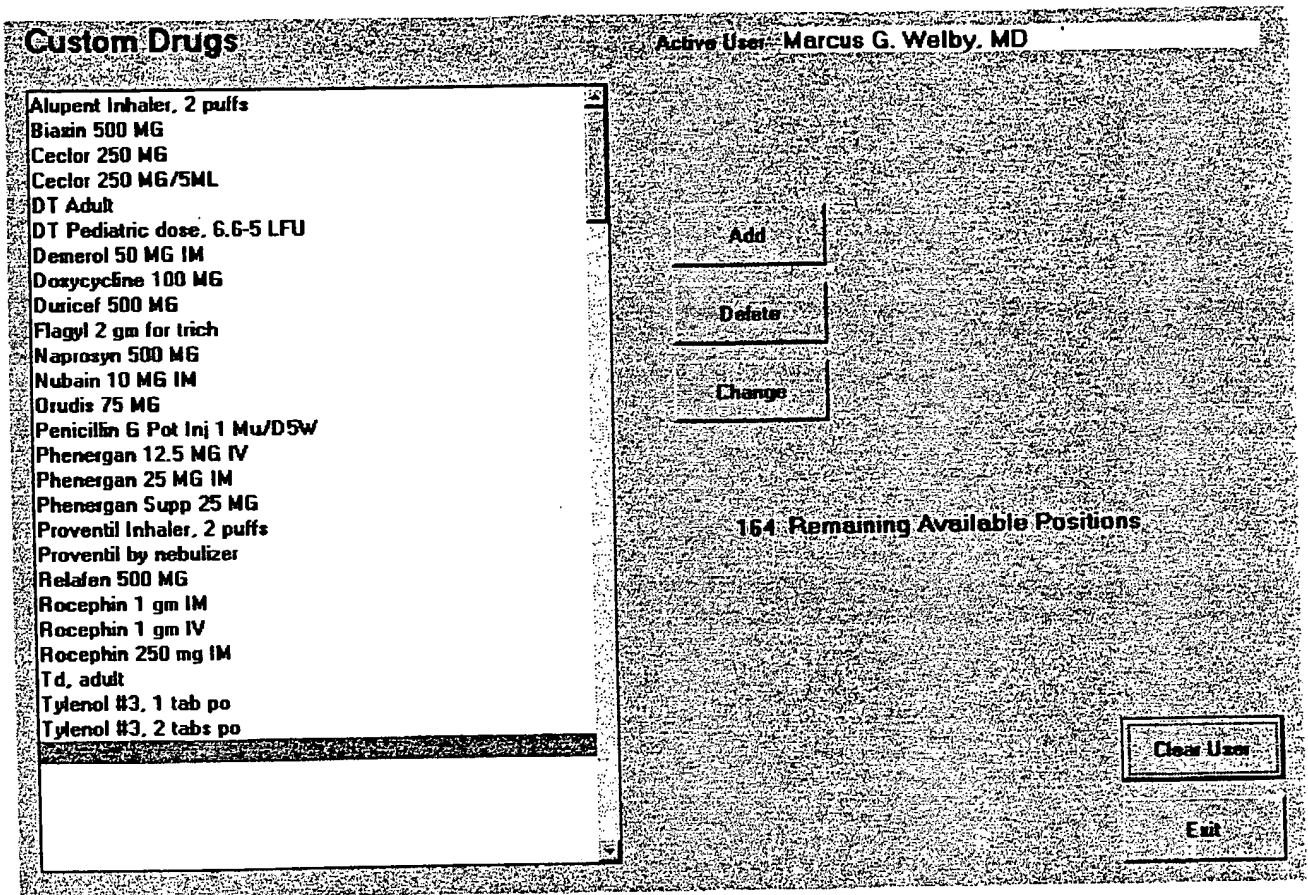 Custom Drugs
Active User: Marcus G. Welby, MD
Alupent Inhaler, 2 puffs
Biaxin 500 MG
Ceclor 250 MG
Ceclor 250 MG/5ML
DT Adult
DT Pediatric dose, 6.6-5 LFU
Demerol 50 MG IM
Doxycycline 100 MG
Duricef 500 MG
Flagyl 2 gm for trich
Naprosyn 500 MG
Nubain 10 MG IM
Orudis 75 MG
Penicillin G Pot Inj 1 Mu/D5W
Phenergan 12.5 MG IV
Phenergan 25 MG IM
Phenergan Supp 25 MG
Proventil Inhaler, 2 puffs
Proventil by nebulizer
Relafen 500 MG
Rocephin 1 gm IM
Rocephin 1 gm IV
Rocephin 250 mg IM
Td, adult
Tylenol #3, 1 tab po
Tylenol #3, 2 tabs po
Add
Delete
Change
164 Remaining Available Positions
Clear User
Exit